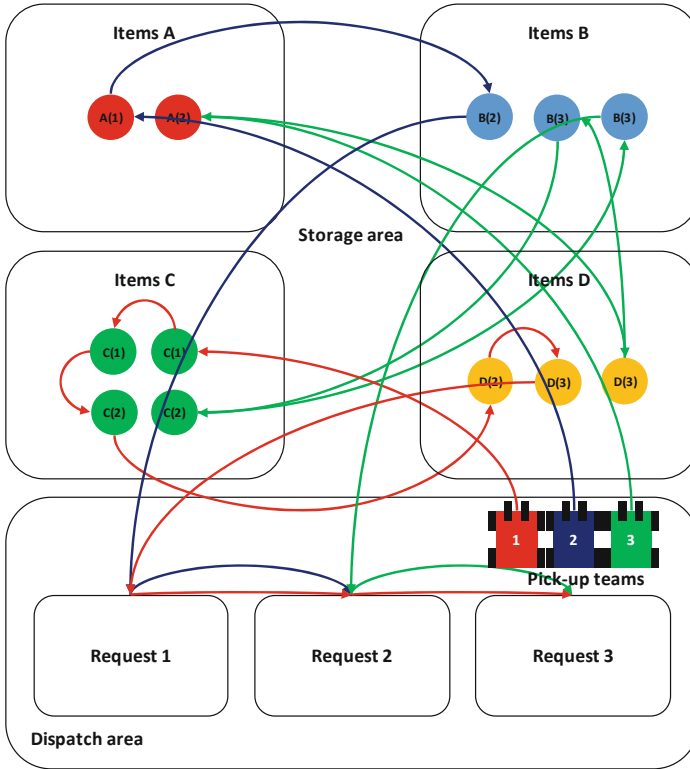 Items A
Items B
A(1)
A(2)
B(2)
B(3)
B(3)
Storage area
Items C
Items D
C(1)
C(1)
D(2)
D(3)
D(3)
C(2)
C(2)
1
2
3
Pick-up teams
Request 1
Request 2
Request 3
Dispatch area